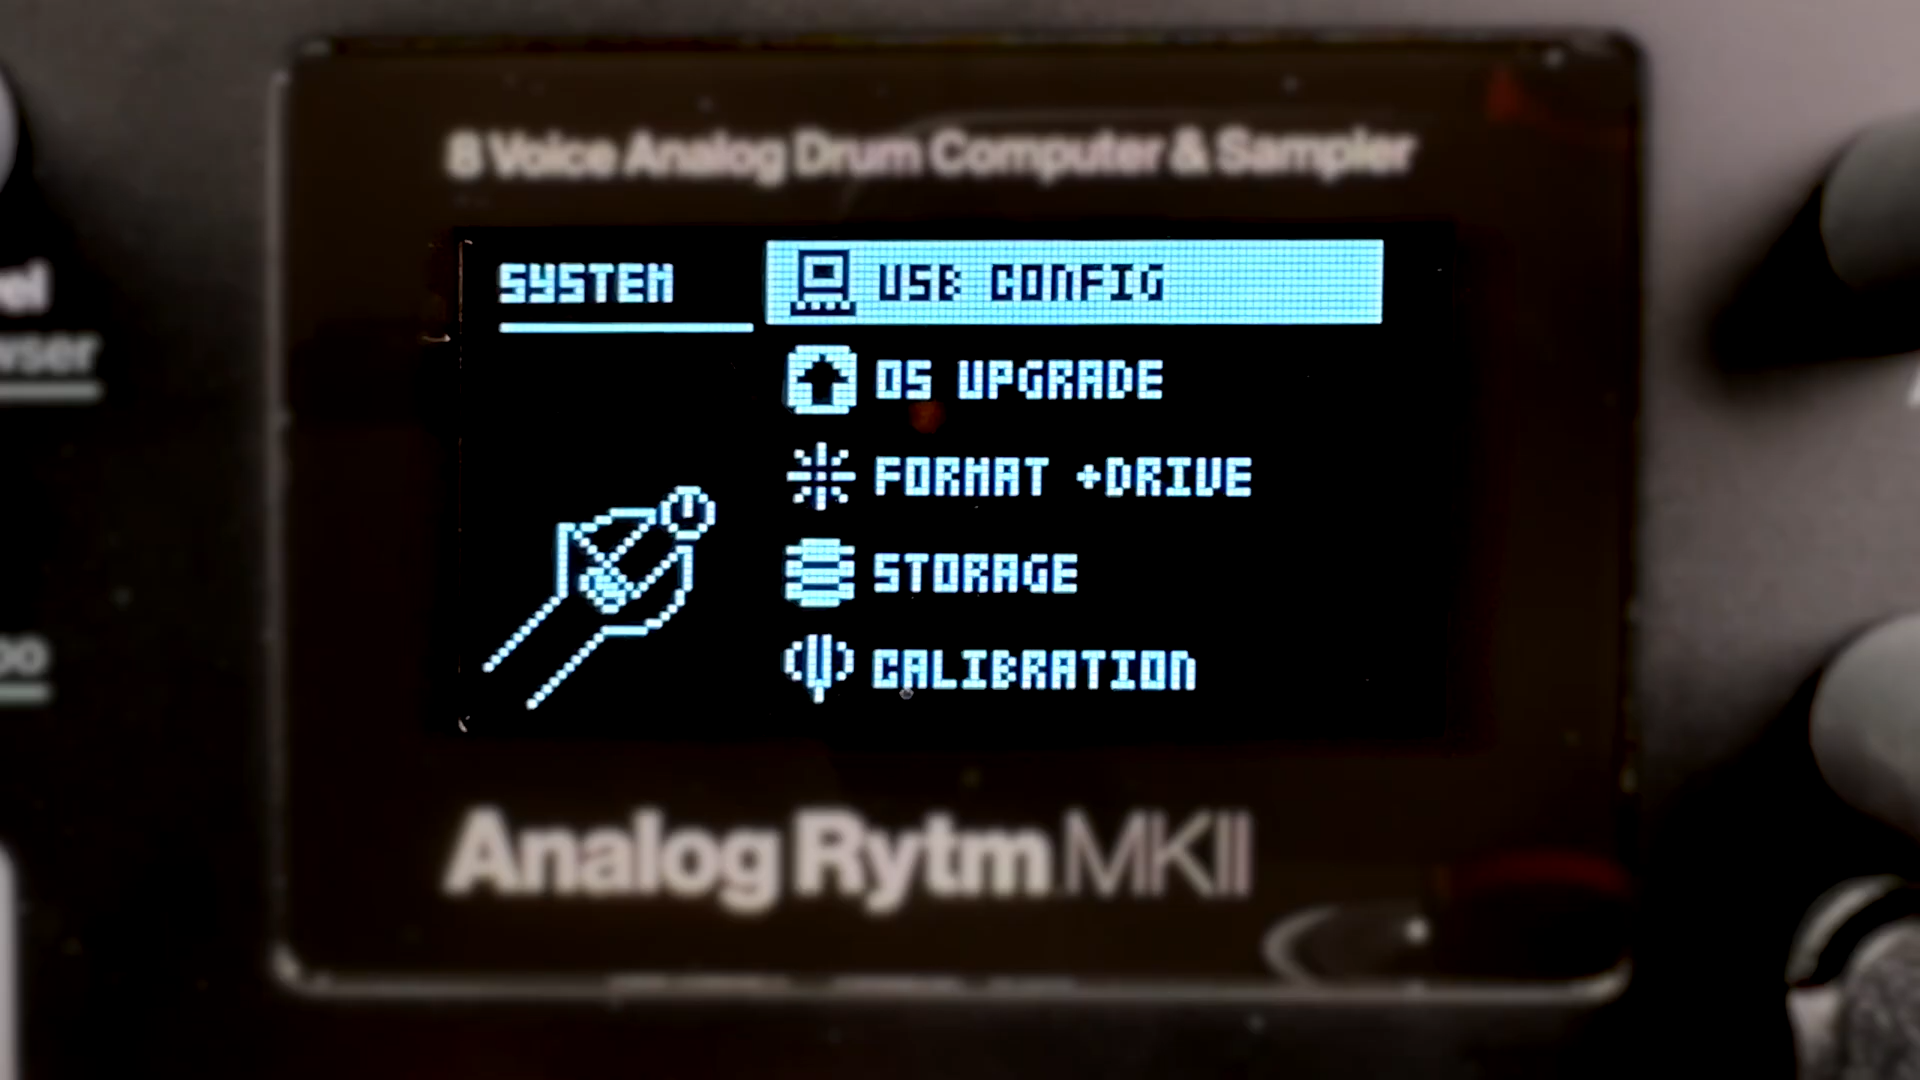 8 Voice Analog Drum Computer & Sampler
SYSTEM
USB CONFIG
OS UPGRADE
FORMAT +DRIVE
STORAGE
CALIBRATION
Analog Rytm MKII